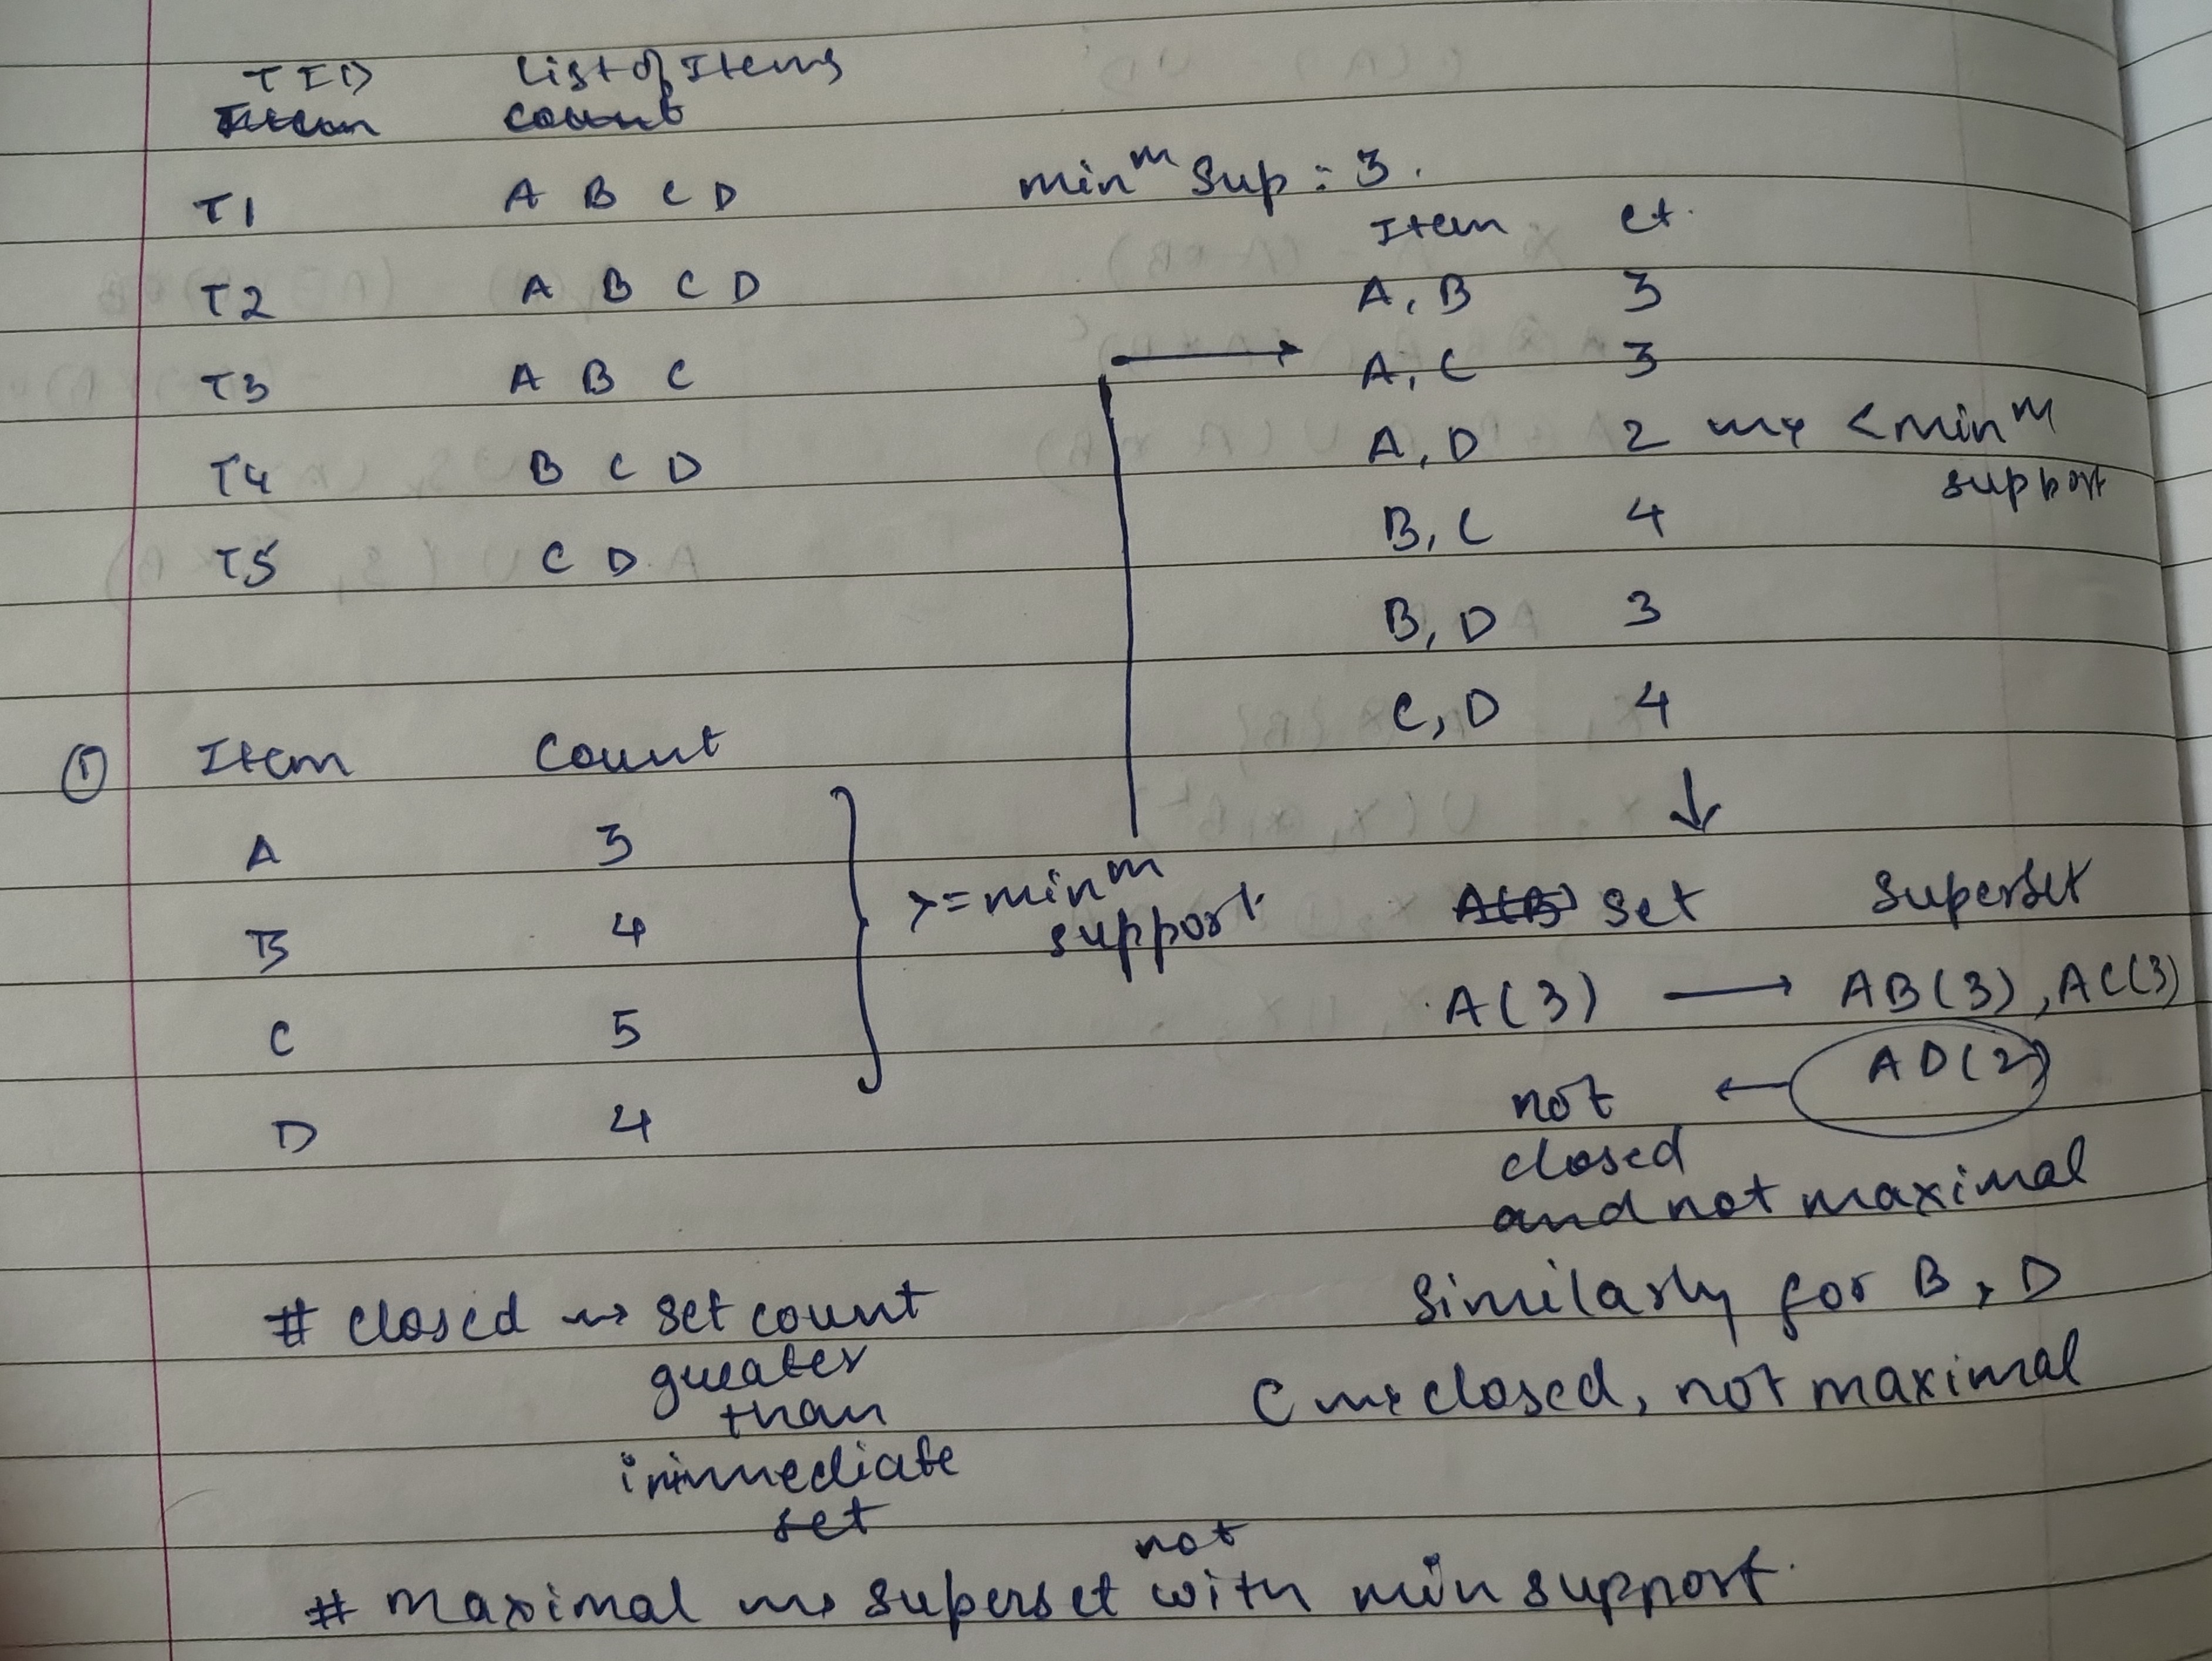 TID List of Items
Item Count
T1 A B C D
T2 A B C D
T3 A B C
T4 B C D
T5 C D.
min^m Sup : 3.
Item ct.
A, B 3
A, C 3
A, D 2 < min^m
support
B, C 4
B, D 3
C, D 4
① Item Count
A 3
B 4
C 5
D 4
>= min^m
support
Set Superset
A(3) → AB(3), AC(3)
not ← AD(2)
closed
and not maximal
Similarly for B, D
C closed, not maximal
# closed → set count
greater
than
immediate
set
not
# maximal → superset with min support.